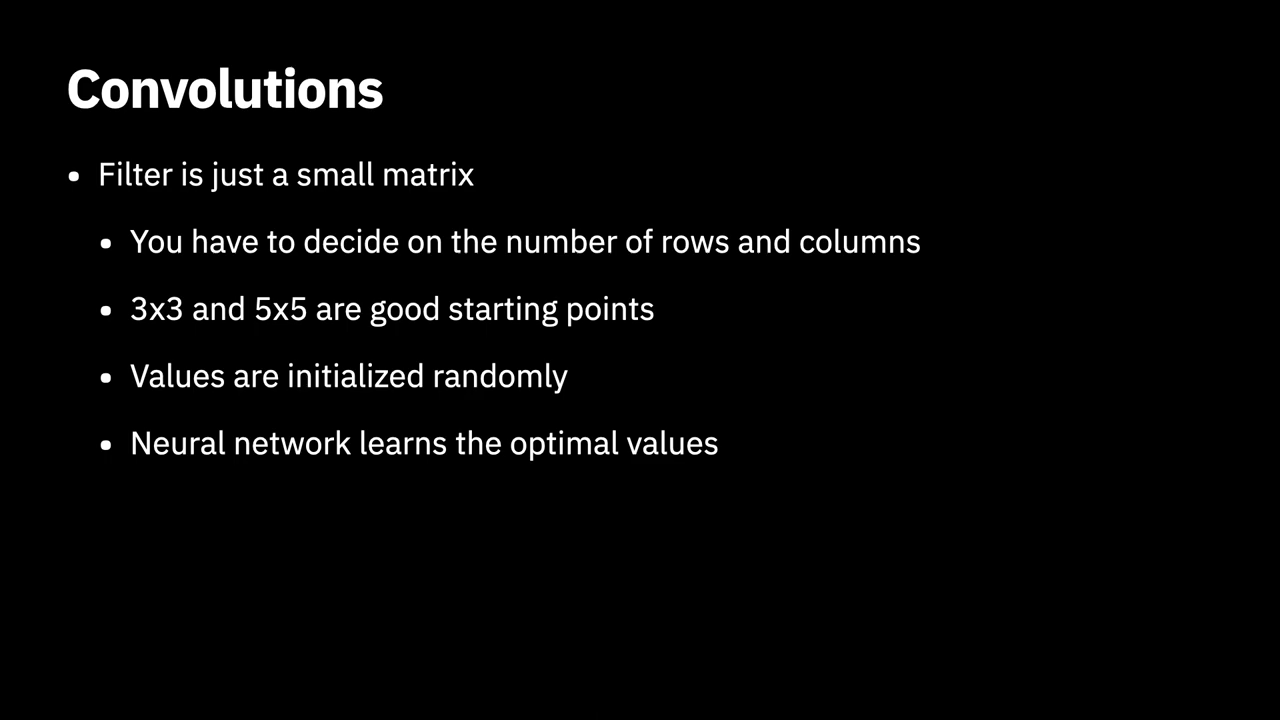 Convolutions
• Filter is just a small matrix
• You have to decide on the number of rows and columns
• 3x3 and 5x5 are good starting points
• Values are initialized randomly
• Neural network learns the optimal values